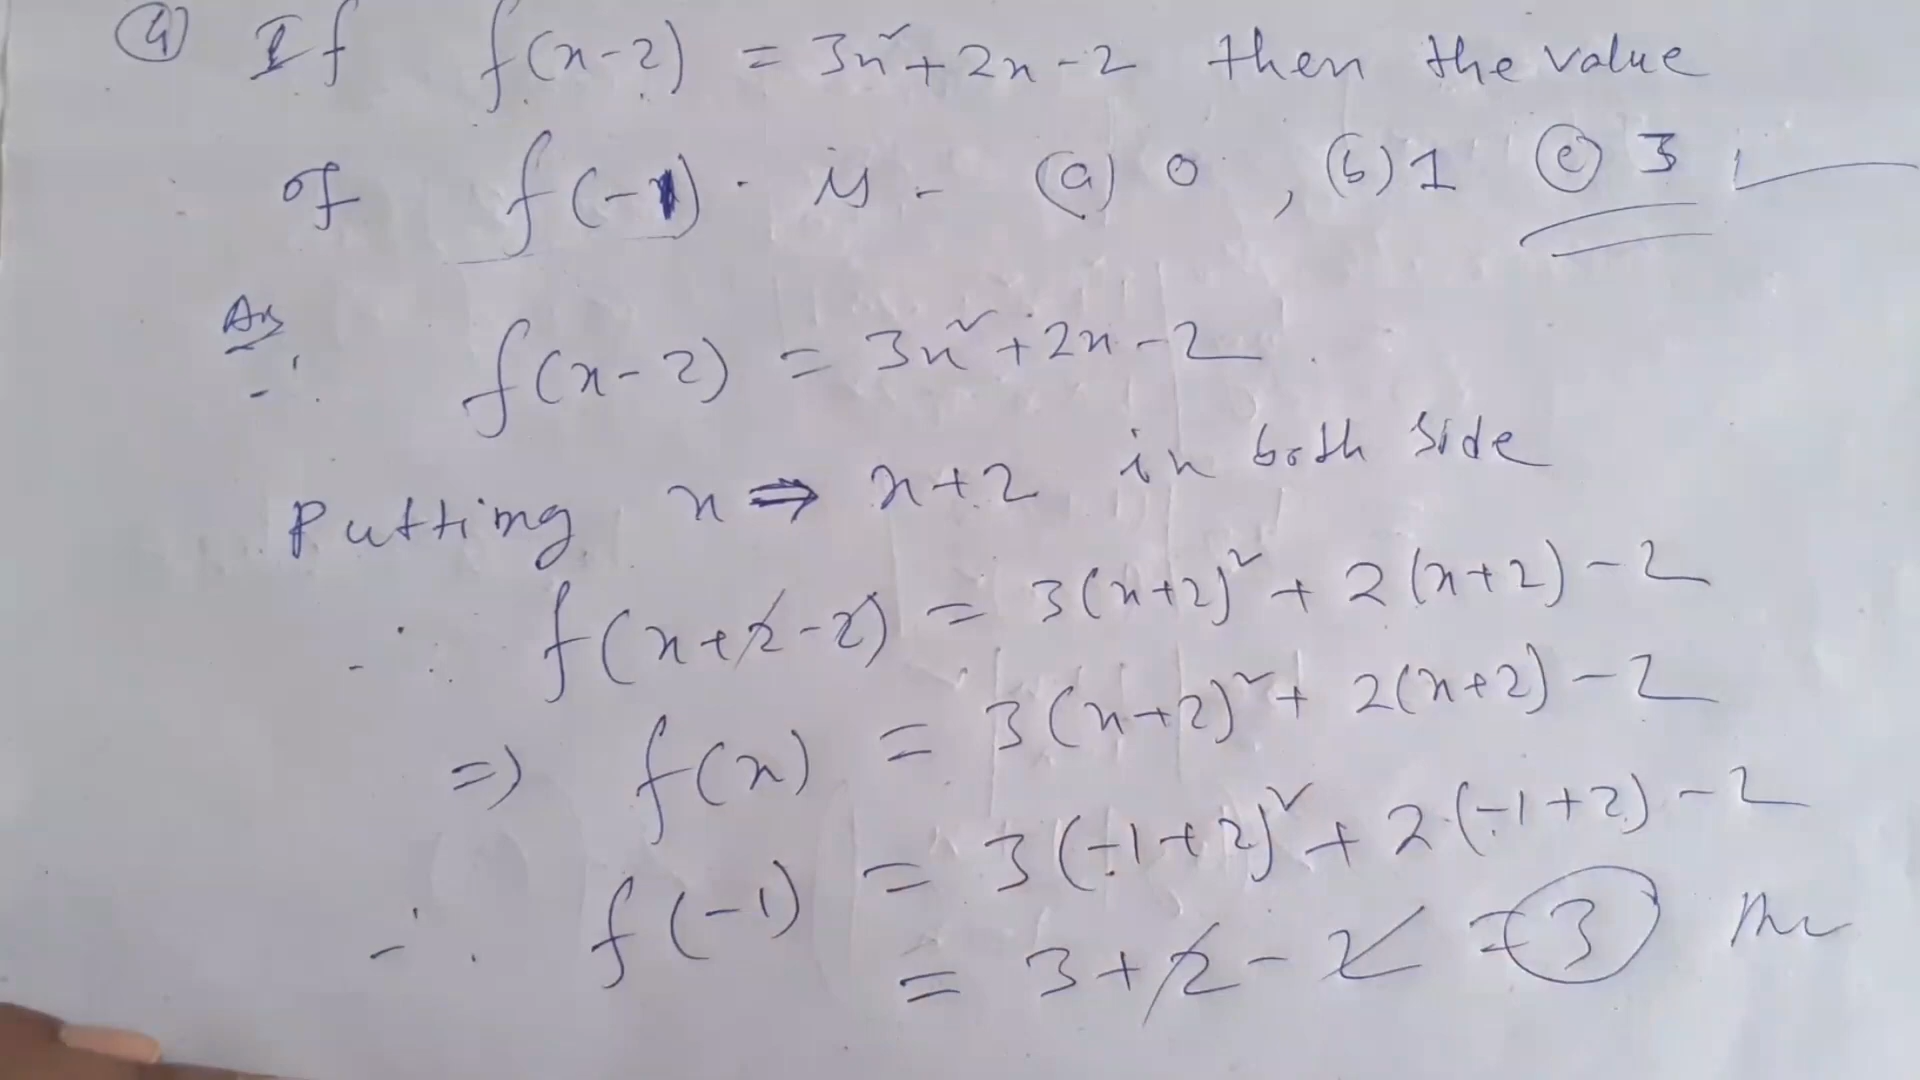 ④ If f(x-2) = 3x²+2x-2 then the value
of f(-1) is - (a) 0, (b) 1 ⓒ 3
Ans
∵ f(x-2) = 3x²+2x-2.
Putting x ⇒ x+2 in both side
∴ f(x+2-2) = 3(x+2)² + 2(x+2)-2
⇒ f(x) = 3(x+2)² + 2(x+2)-2
∴ f(-1) = 3(-1+2)² + 2(-1+2)-2
= 3+2-2 = 3